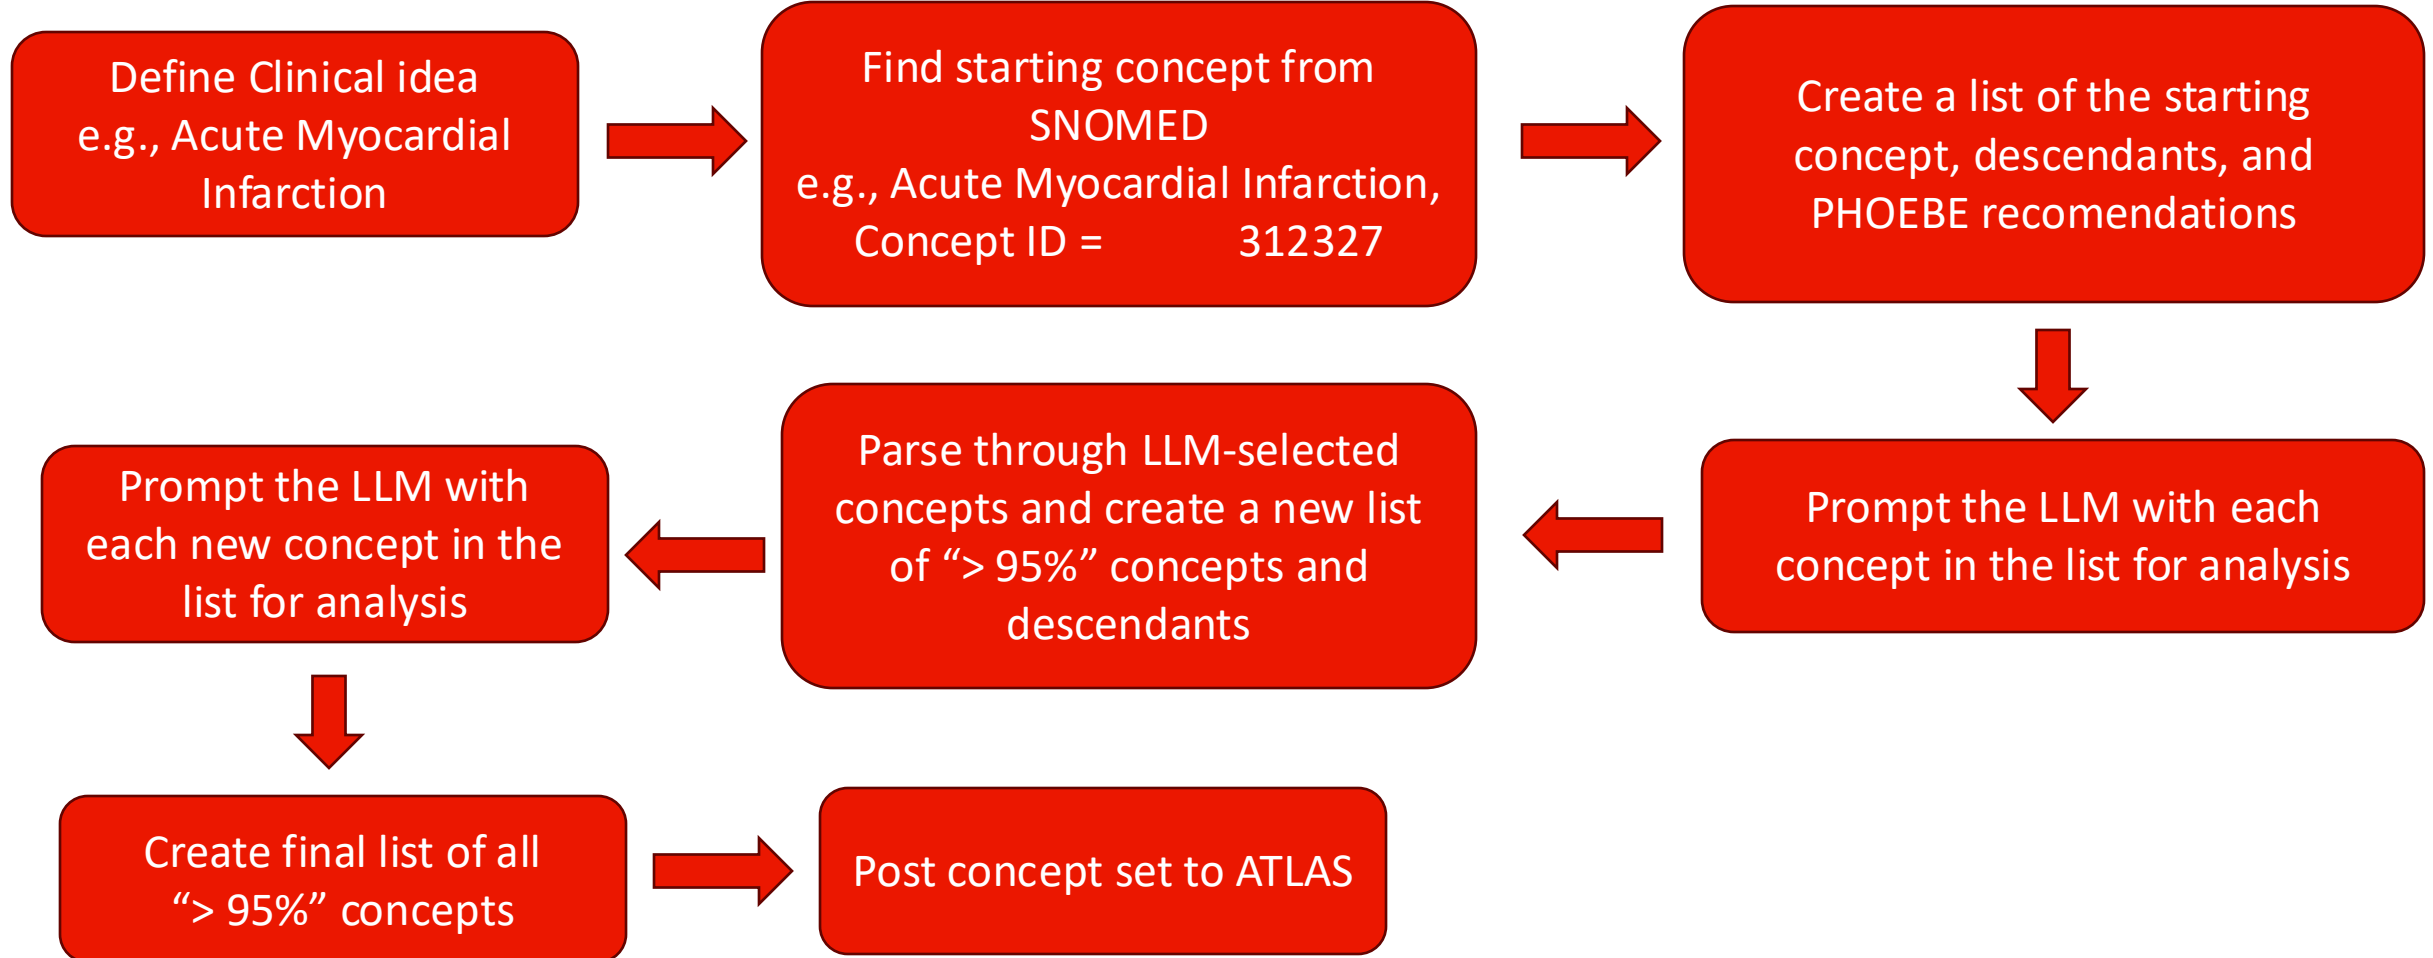 Define Clinical idea
e.g., Acute Myocardial
Infarction
Find starting concept from
SNOMED
e.g., Acute Myocardial Infarction,
Concept ID = 312327
Create a list of the starting
concept, descendants, and
PHOEBE recomendations
Prompt the LLM with each
concept in the list for analysis
Parse through LLM-selected
concepts and create a new list
of “> 95%” concepts and
descendants
Prompt the LLM with
each new concept in the
list for analysis
Create final list of all
“> 95%” concepts
Post concept set to ATLAS